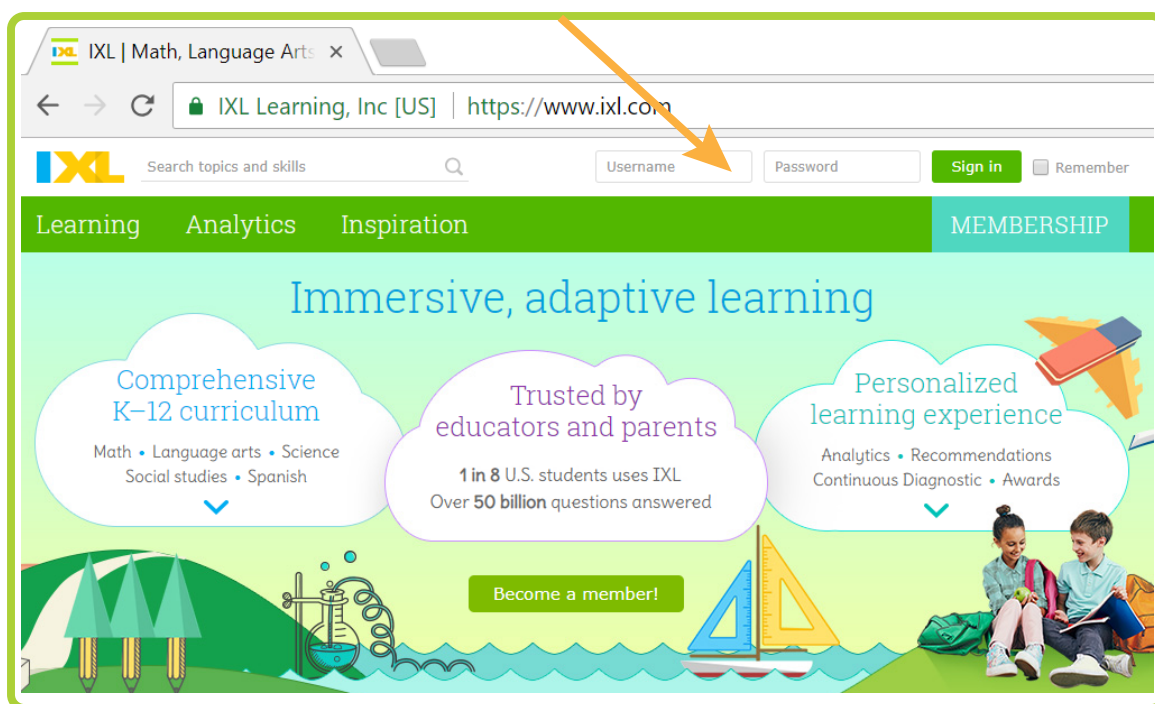 IXL | Math, Language Arts
IXL Learning, Inc [US] | https://www.ixl.com
IXL Search topics and skills Username Password Sign in Remember
Learning Analytics Inspiration MEMBERSHIP
Immersive, adaptive learning
Comprehensive
K–12 curriculum
Math • Language arts • Science
Social studies • Spanish
Trusted by
educators and parents
1 in 8 U.S. students uses IXL
Over 50 billion questions answered
Personalized
learning experience
Analytics • Recommendations
Continuous Diagnostic • Awards
Become a member!